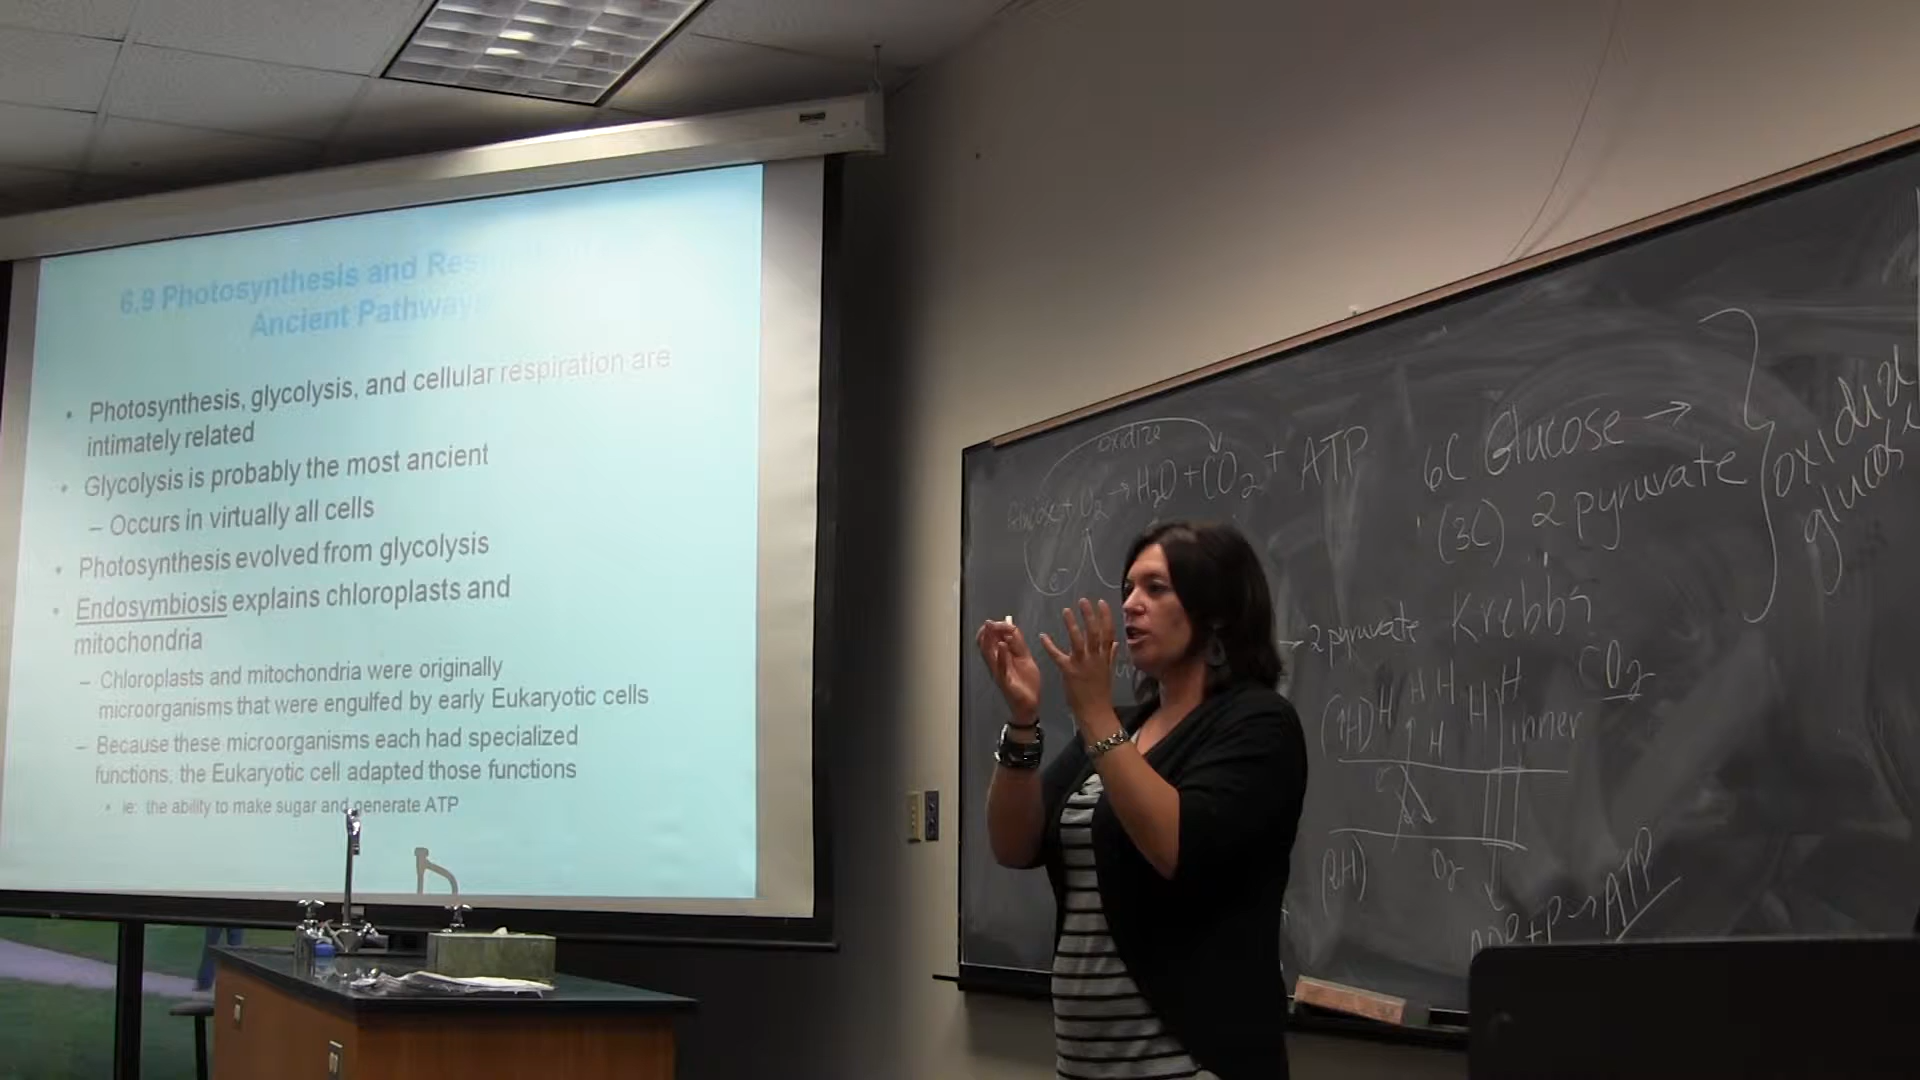 6.9 Photosynthesis and Res
Ancient Pathways
• Photosynthesis, glycolysis, and cellular respiration are
intimately related
• Glycolysis is probably the most ancient
– Occurs in virtually all cells
• Photosynthesis evolved from glycolysis
• Endosymbiosis explains chloroplasts and
mitochondria
– Chloroplasts and mitochondria were originally
microorganisms that were engulfed by early Eukaryotic cells
– Because these microorganisms each had specialized
functions, the Eukaryotic cell adapted those functions
• ie: the ability to make sugar and generate ATP
oxidize
Glucose + O2 → H2O + CO2 + ATP
e-
6C Glucose →
(3C) 2 pyruvate
oxidize
glucose
→ 2 pyruvate Krebbs
CO2
H H H H H H
inner
O2
ADP + P → ATP